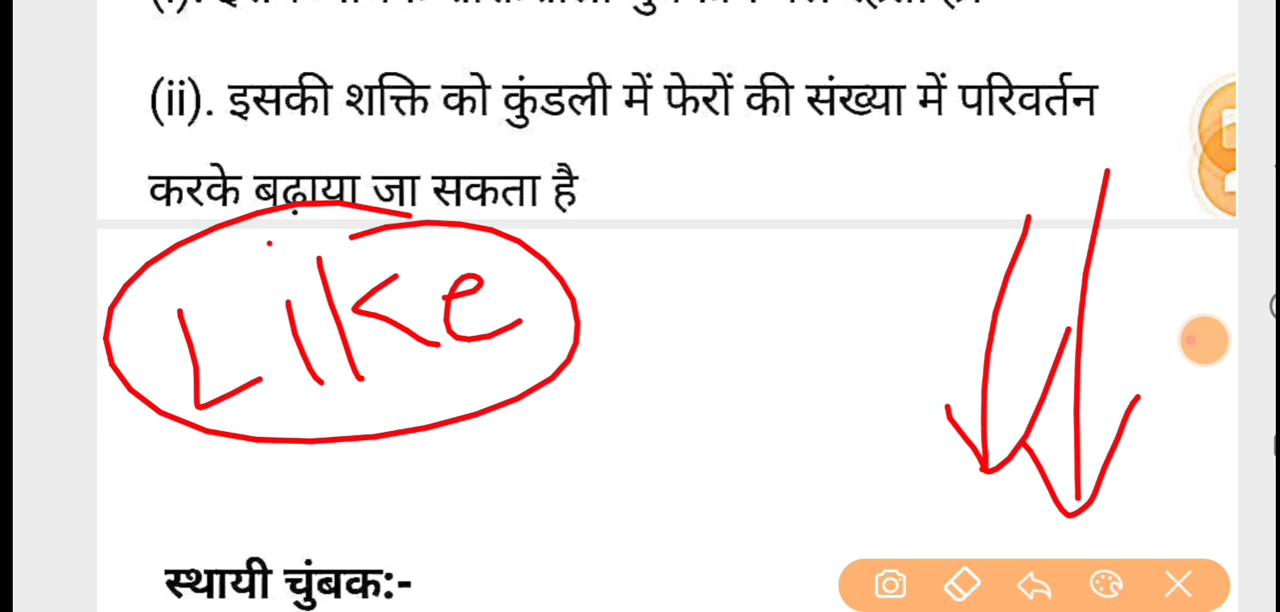 (ii). इसकी शक्ति को कुंडली में फेरों की संख्या में परिवर्तन
करके बढ़ाया जा सकता है
Like
स्थायी चुंबक:-